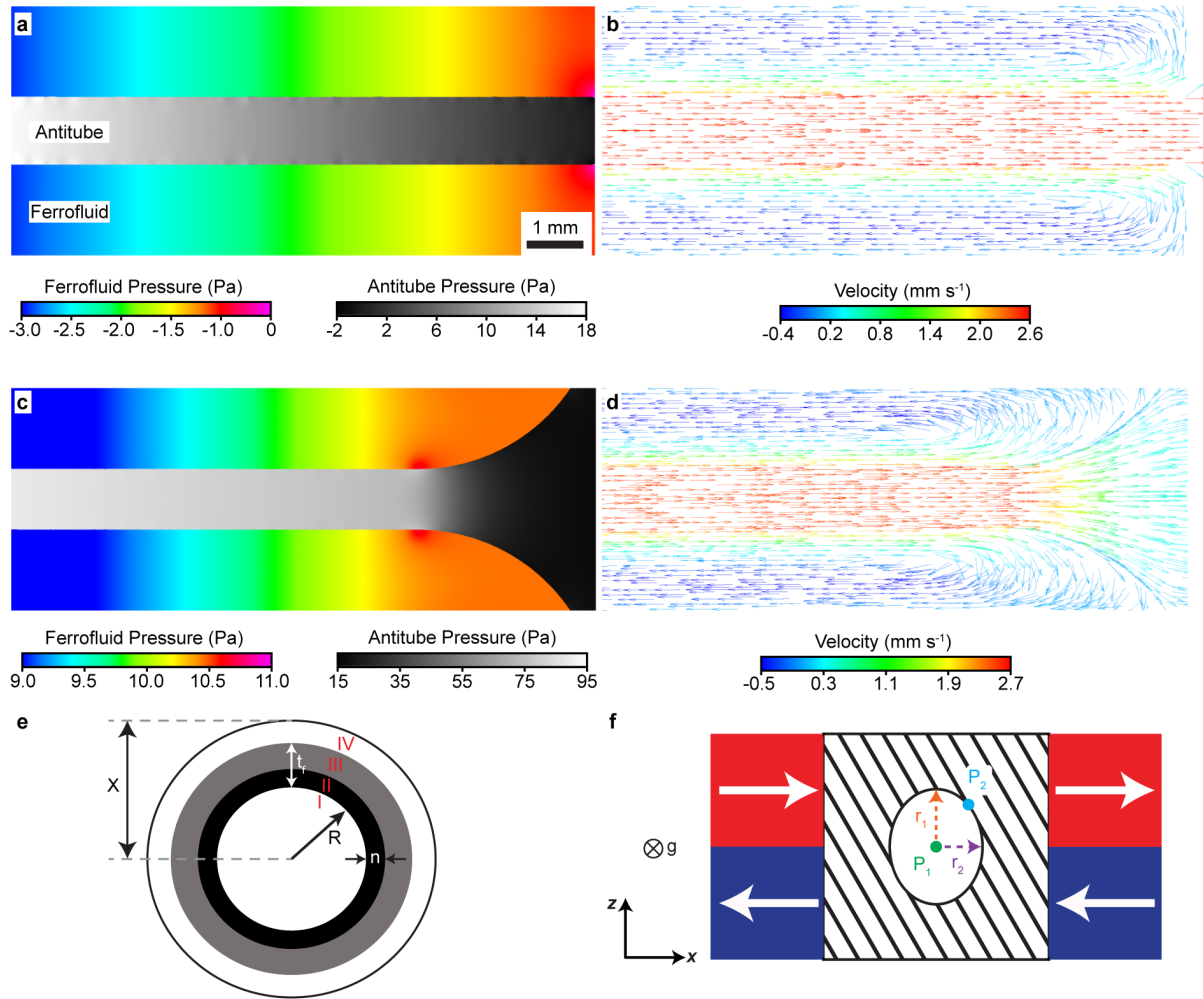 a
Antitube
Ferrofluid
1 mm
b
Ferrofluid Pressure (Pa)
-3.0 -2.5 -2.0 -1.5 -1.0 0
Antitube Pressure (Pa)
-2 2 6 10 14 18
Velocity (mm s⁻¹)
-0.4 0.2 0.8 1.4 2.0 2.6
c
d
Ferrofluid Pressure (Pa)
9.0 9.5 10.0 10.5 11.0
Antitube Pressure (Pa)
15 35 55 75 95
Velocity (mm s⁻¹)
-0.5 0.3 1.1 1.9 2.7
e
X
IV
t_f
III
II
I
R
n
f
P₂
r₁
g
P₁
r₂
z
x